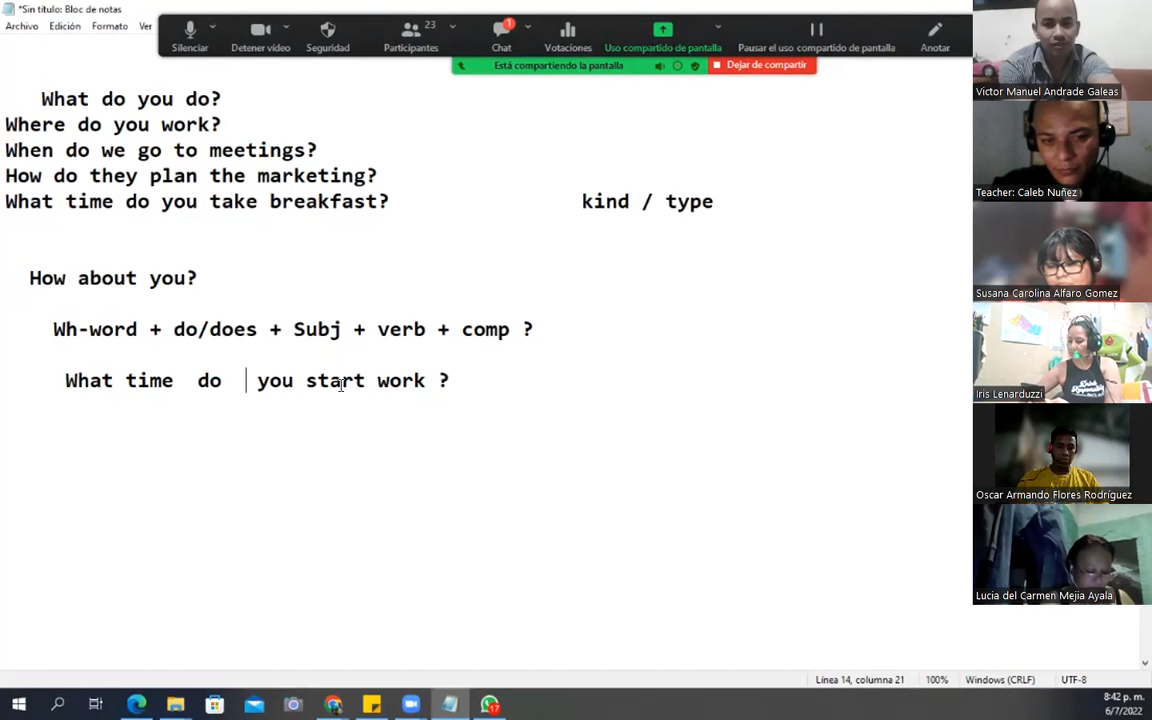 *Sin título: Bloc de notas
Archivo Edición Formato Ver
Silenciar
Detener video
Seguridad
23
Participantes
1
Chat
Votaciones
Uso compartido de pantalla
Pausar el uso compartido de pantalla
Anotar
Está compartiendo la pantalla
Dejar de compartir
What do you do?
Where do you work?
When do we go to meetings?
How do they plan the marketing?
What time do you take breakfast? kind / type
How about you?
Wh-word + do/does + Subj + verb + comp ?
What time do you start work ?
Victor Manuel Andrade Galeas
Teacher: Caleb Nuñez
Susana Carolina Alfaro Gomez
Iris Lenarduzzi
Oscar Armando Flores Rodríguez
Lucia del Carmen Mejia Ayala
Línea 14, columna 21 100% Windows (CRLF) UTF-8
17
8:42 p. m.
6/7/2022